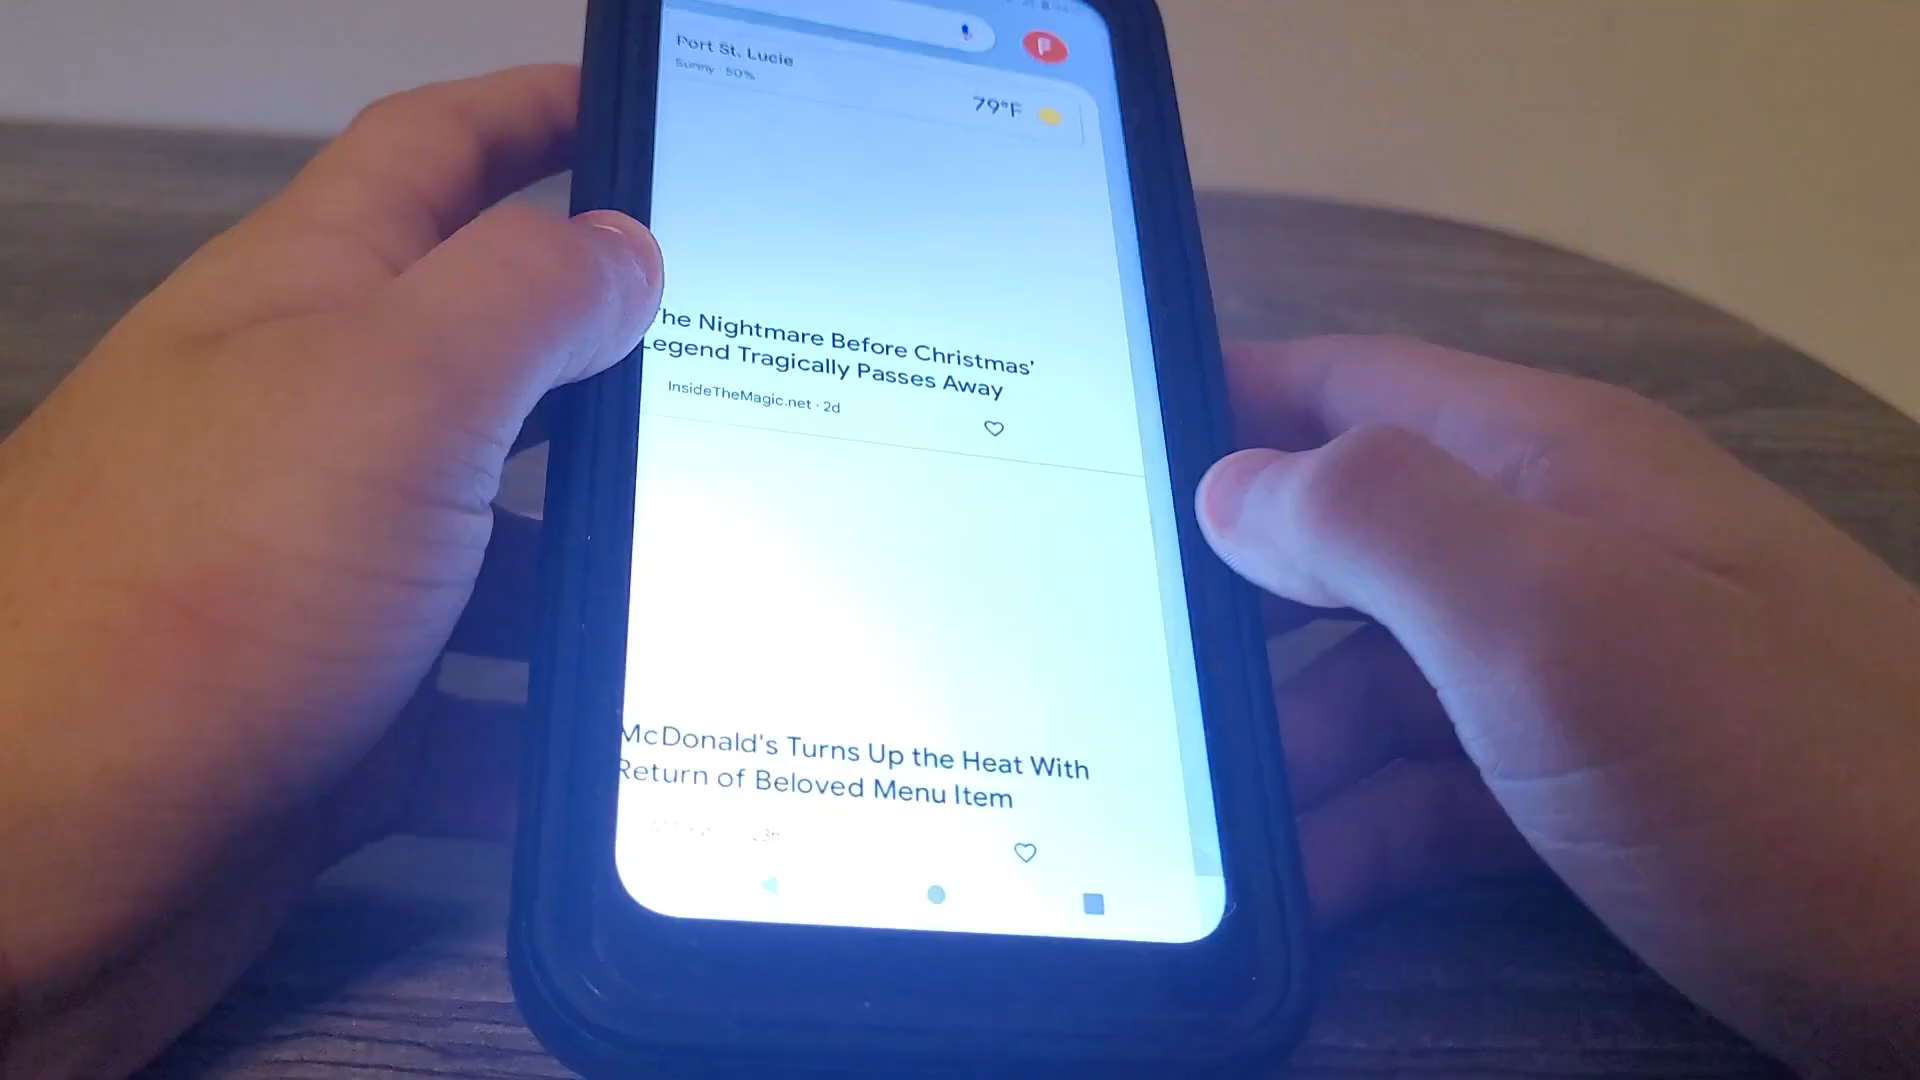 Port St. Lucie
Sunny · 50%
79°F
he Nightmare Before Christmas'
Legend Tragically Passes Away
InsideTheMagic.net · 2d
McDonald's Turns Up the Heat With
Return of Beloved Menu Item